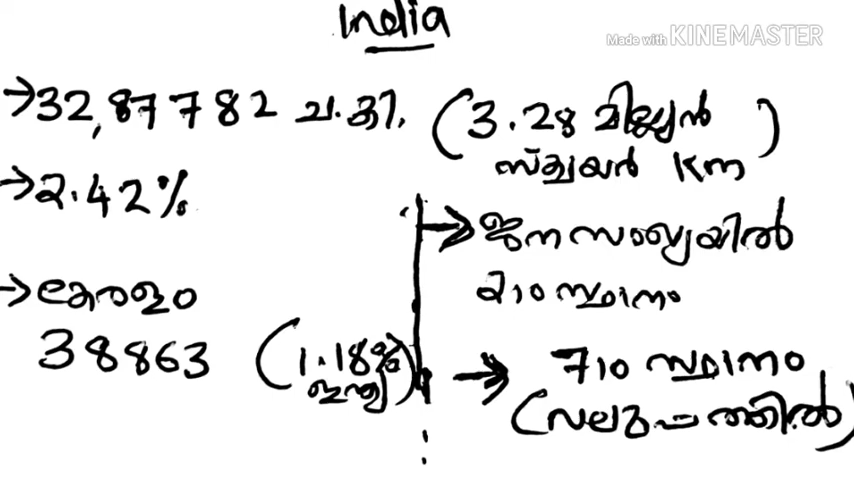 India
Made with KINEMASTER
→32,87782 ച.കി. (3.28 മില്യൻ
സ്ക്വയർ Km)
→2.42%
→ജനസംഖ്യയിൽ
2ാം സ്ഥാനം
→കേരളം
38863 (1.18%
ഇന്ത്യ)
→7ാം സ്ഥാനം
(വലുപ്പത്തിൽ)